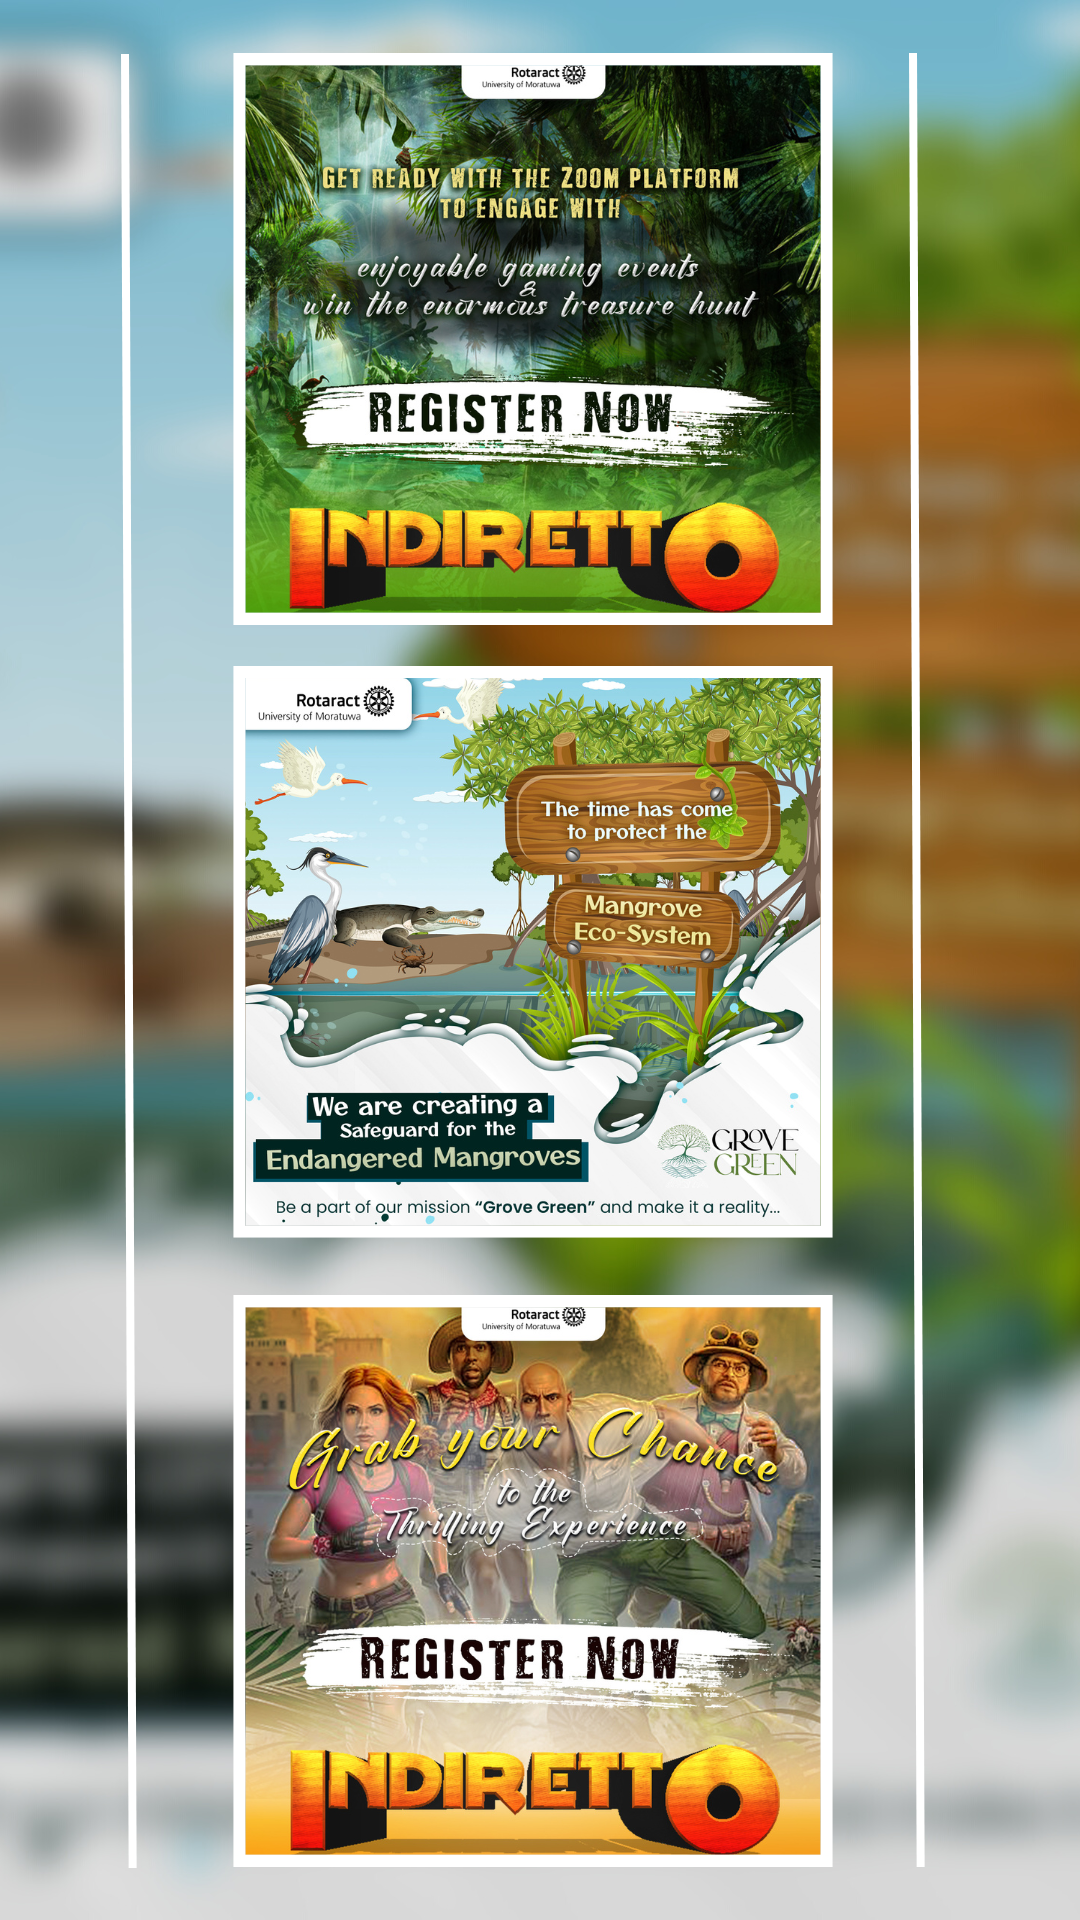 Rotaract
University of Moratuwa
GET READY WITH THE ZOOM PLATFORM
TO ENGAGE WITH
enjoyable gaming events
&
win the enormous treasure hunt
REGISTER NOW
INDIRETTO
Rotaract
University of Moratuwa
The time has come
to protect the
Mangrove
Eco-System
We are creating a
Safeguard for the
Endangered Mangroves
GROVE
GREEN
Be a part of our mission “Grove Green” and make it a reality...
Rotaract
University of Moratuwa
Grab your Chance
to the
Thrilling Experience
REGISTER NOW
INDIRETTO